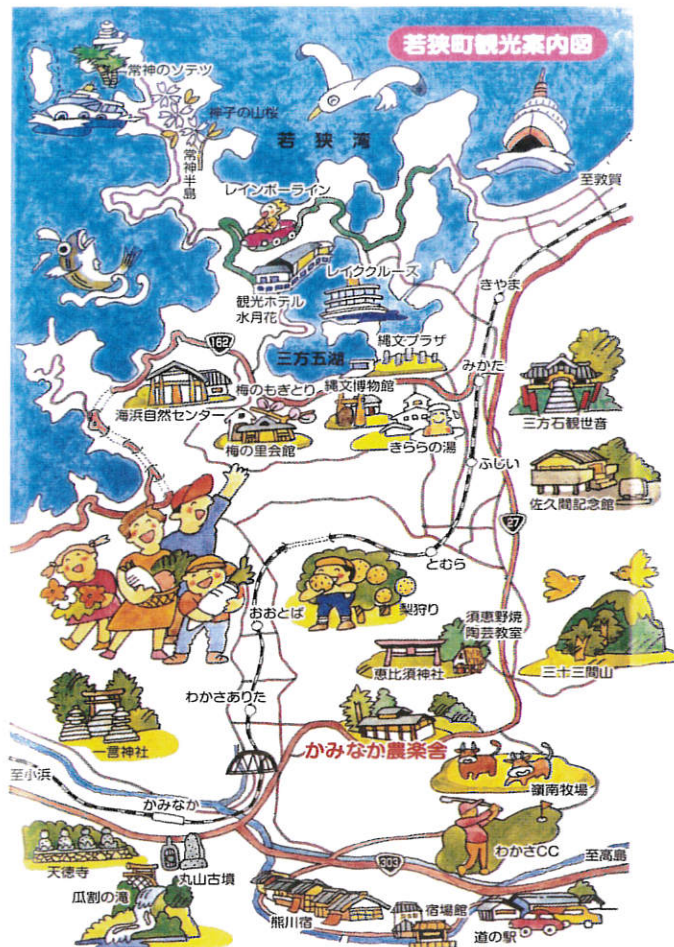 若狭町観光案内図
常神のソテツ
神子の山桜
常神半島
若狭湾
至敦賀
レインボーライン
レイククルーズ
観光ホテル
水月花
きやま
162
三方五湖
縄文プラザ
みかた
梅のもぎとり
縄文博物館
海浜自然センター
梅の里会館
きららの湯
三方石観世音
ふじい
佐久間記念館
27
とむら
梨狩り
須恵野焼
陶芸教室
おおとば
恵比須神社
三十三間山
わかさありた
一言神社
かみなか農楽舎
至小浜
かみなか
嶺南牧場
わかさCC
303
至高島
天徳寺
丸山古墳
瓜割の滝
熊川宿
宿場館
道の駅